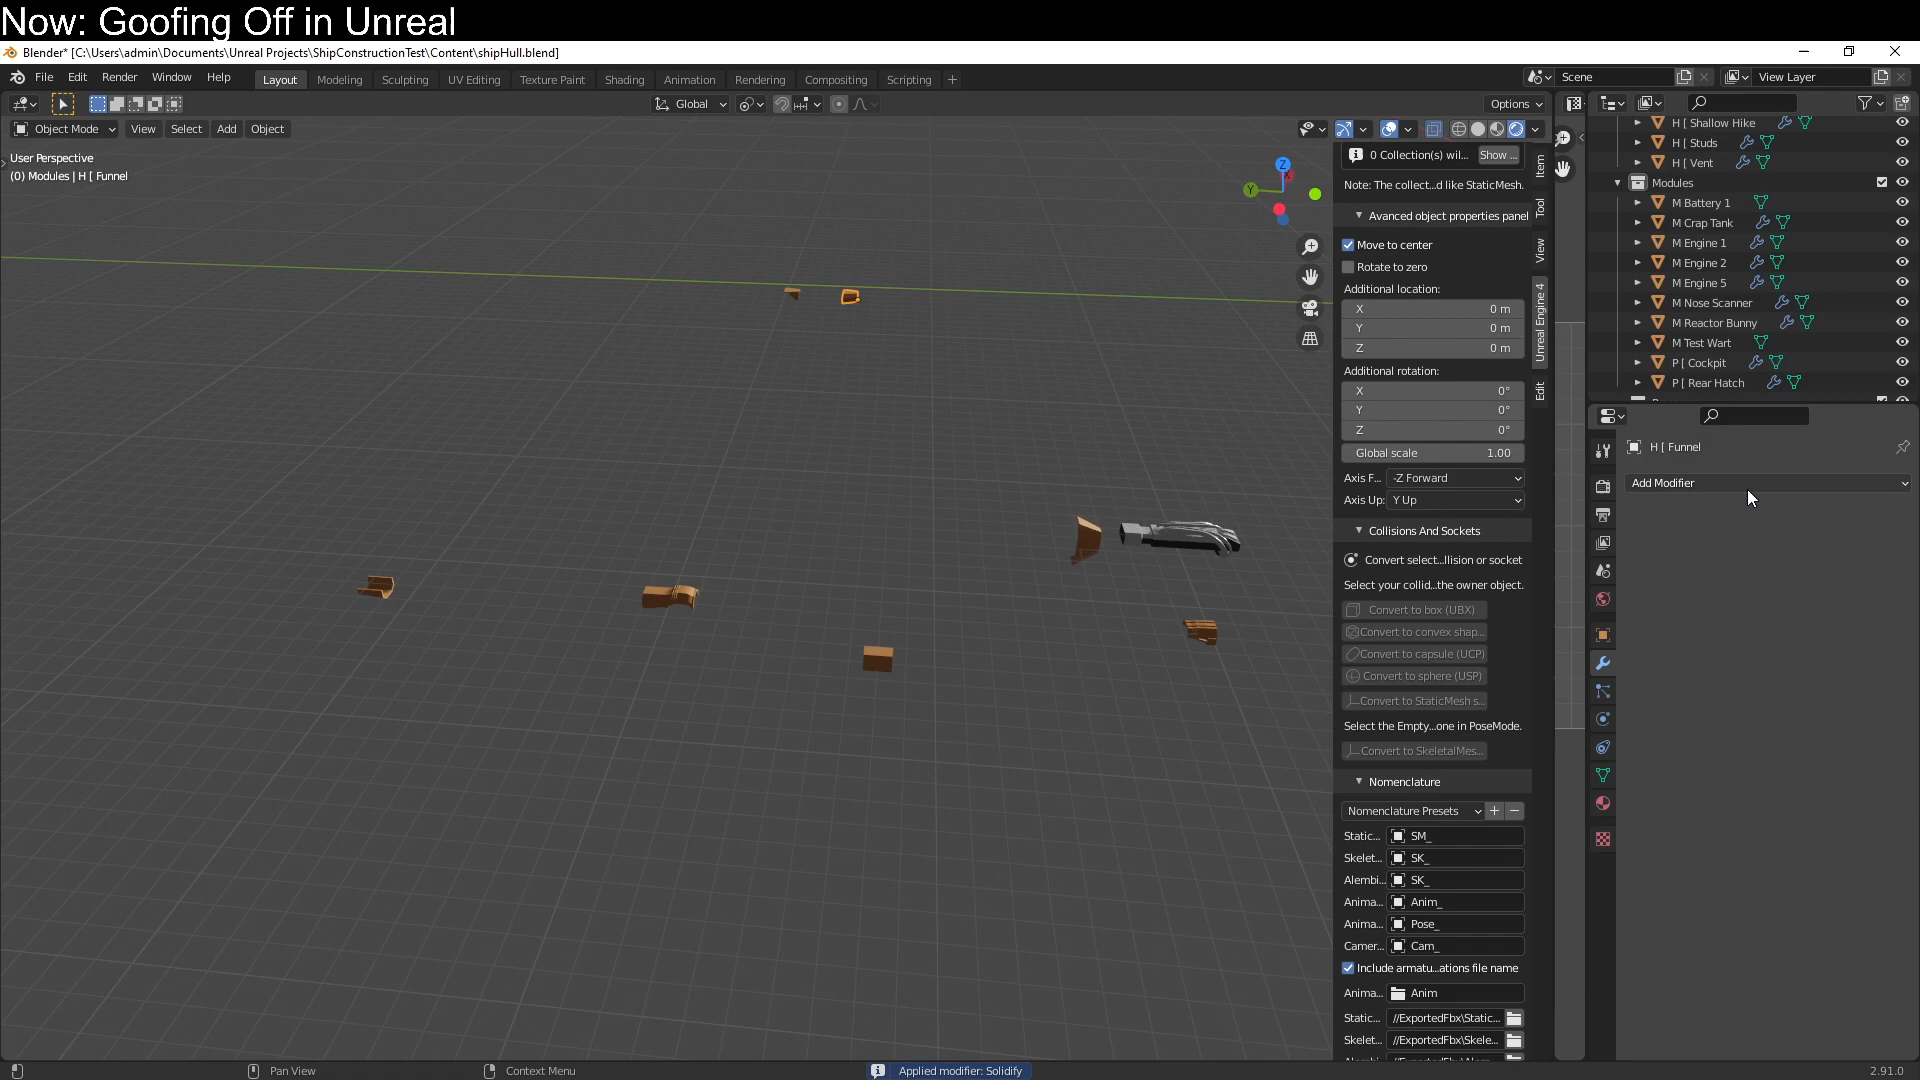 Now: Goofing Off in Unreal
Blender* [C:\Users\admin\Documents\Unreal Projects\ShipConstructionTest\Content\shipHull.blend]
File Edit Render Window Help
Layout Modeling Sculpting UV Editing Texture Paint Shading Animation Rendering Compositing Scripting
Scene
View Layer
Global
Options
Object Mode View Select Add Object
User Perspective
(0) Modules | H [ Funnel
Z
X
Y
0 Collection(s) wil... Show ...
Note: The collect...d like StaticMesh.
Avanced object properties panel
Move to center
Rotate to zero
Additional location:
X 0 m
Y 0 m
Z 0 m
Additional rotation:
X 0°
Y 0°
Z 0°
Global scale 1.00
Axis F... -Z Forward
Axis Up: Y Up
Collisions And Sockets
Convert select...llision or socket
Select your collid...the owner object.
Convert to box (UBX)
Convert to convex shap...
Convert to capsule (UCP)
Convert to sphere (USP)
Convert to StaticMesh s...
Select the Empty...one in PoseMode.
Convert to SkeletalMes...
Nomenclature
Nomenclature Presets
Static... SM_
Skelet... SK_
Alembi... SK_
Anima... Anim_
Anima... Pose_
Camer... Cam_
Include armatu...ations file name
Anima... Anim
Static... //ExportedFbx\Static...
Skelet... //ExportedFbx\Skele...
Item
Tool
View
Unreal Engine 4
Edit
H [ Shallow Hike
H [ Studs
H [ Vent
Modules
M Battery 1
M Crap Tank
M Engine 1
M Engine 2
M Engine 5
M Nose Scanner
M Reactor Bunny
M Test Wart
P [ Cockpit
P [ Rear Hatch
H [ Funnel
Add Modifier
Pan View
Context Menu
Applied modifier: Solidify
2.91.0